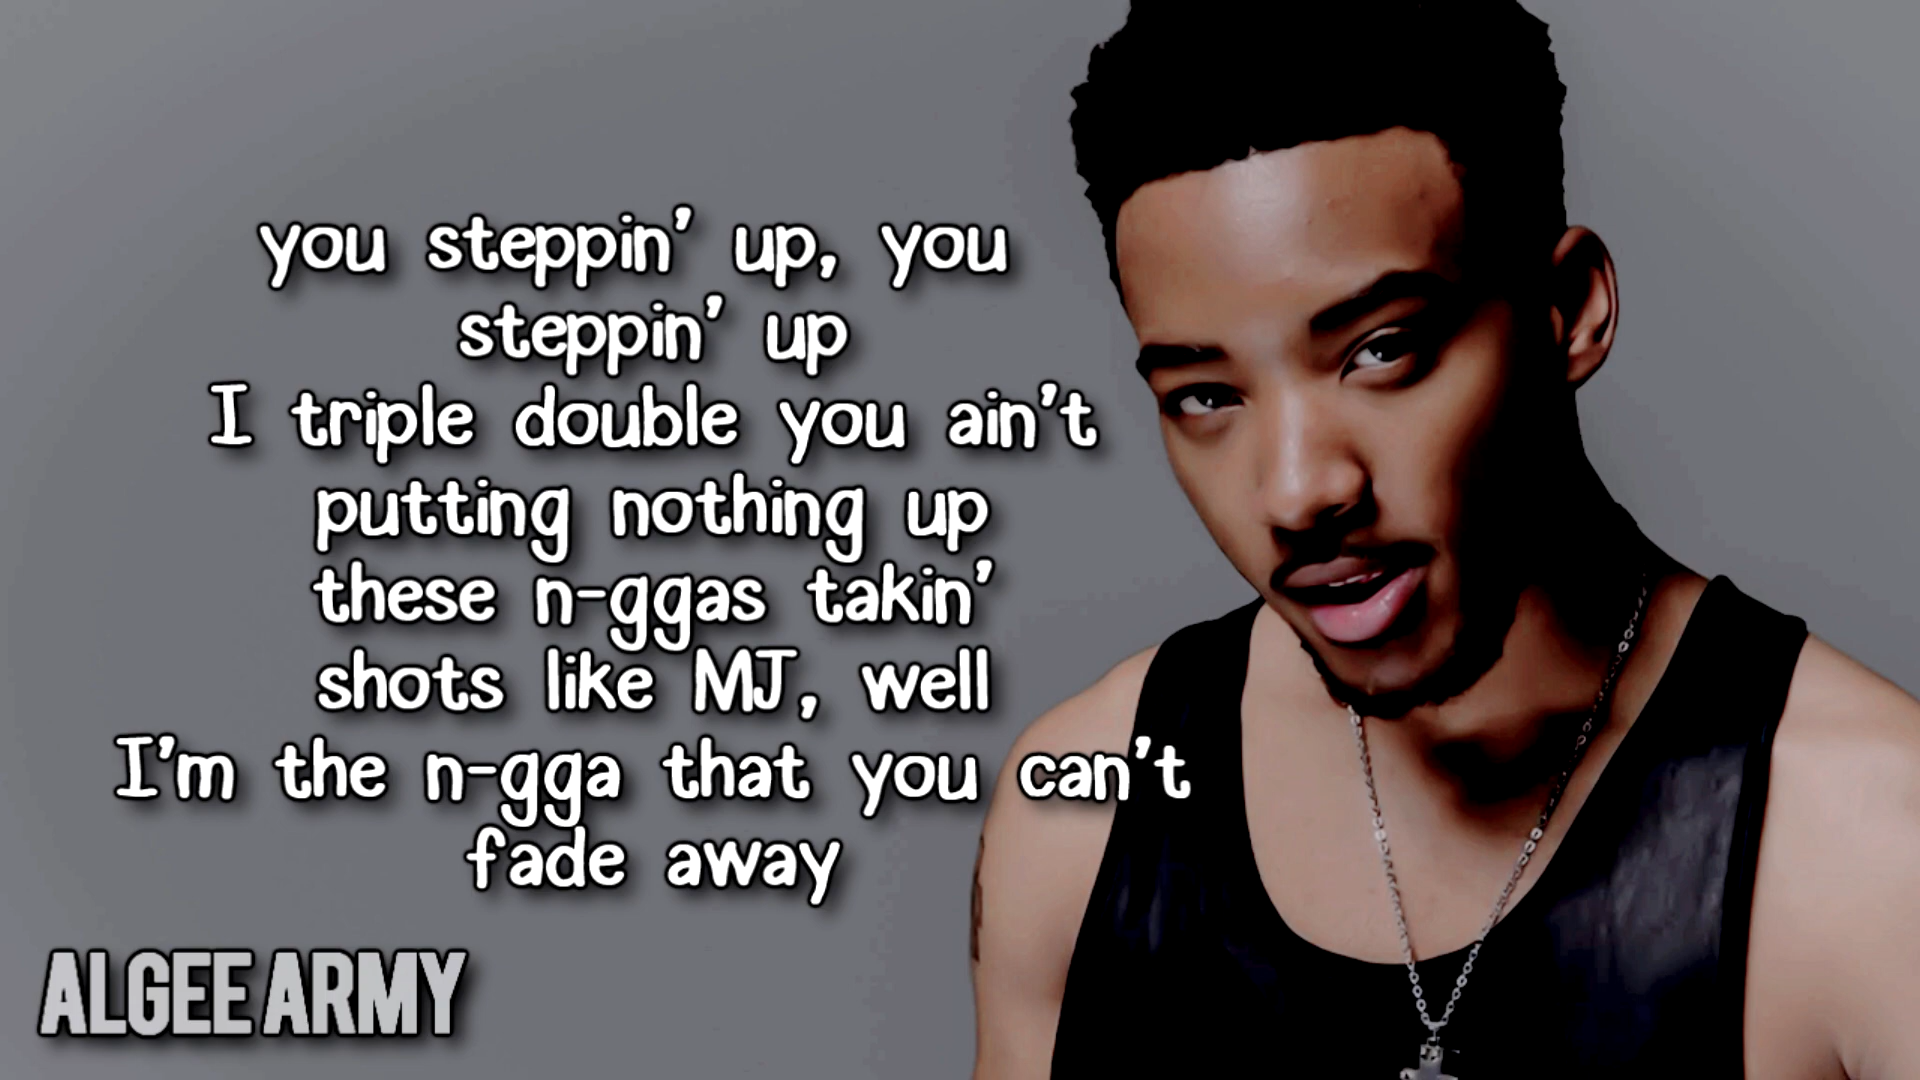 you steppin' up, you
steppin' up
I triple double you ain't
putting nothing up
these n-ggas takin'
shots like MJ, well
I'm the n-gga that you can't
fade away
ALGEE ARMY